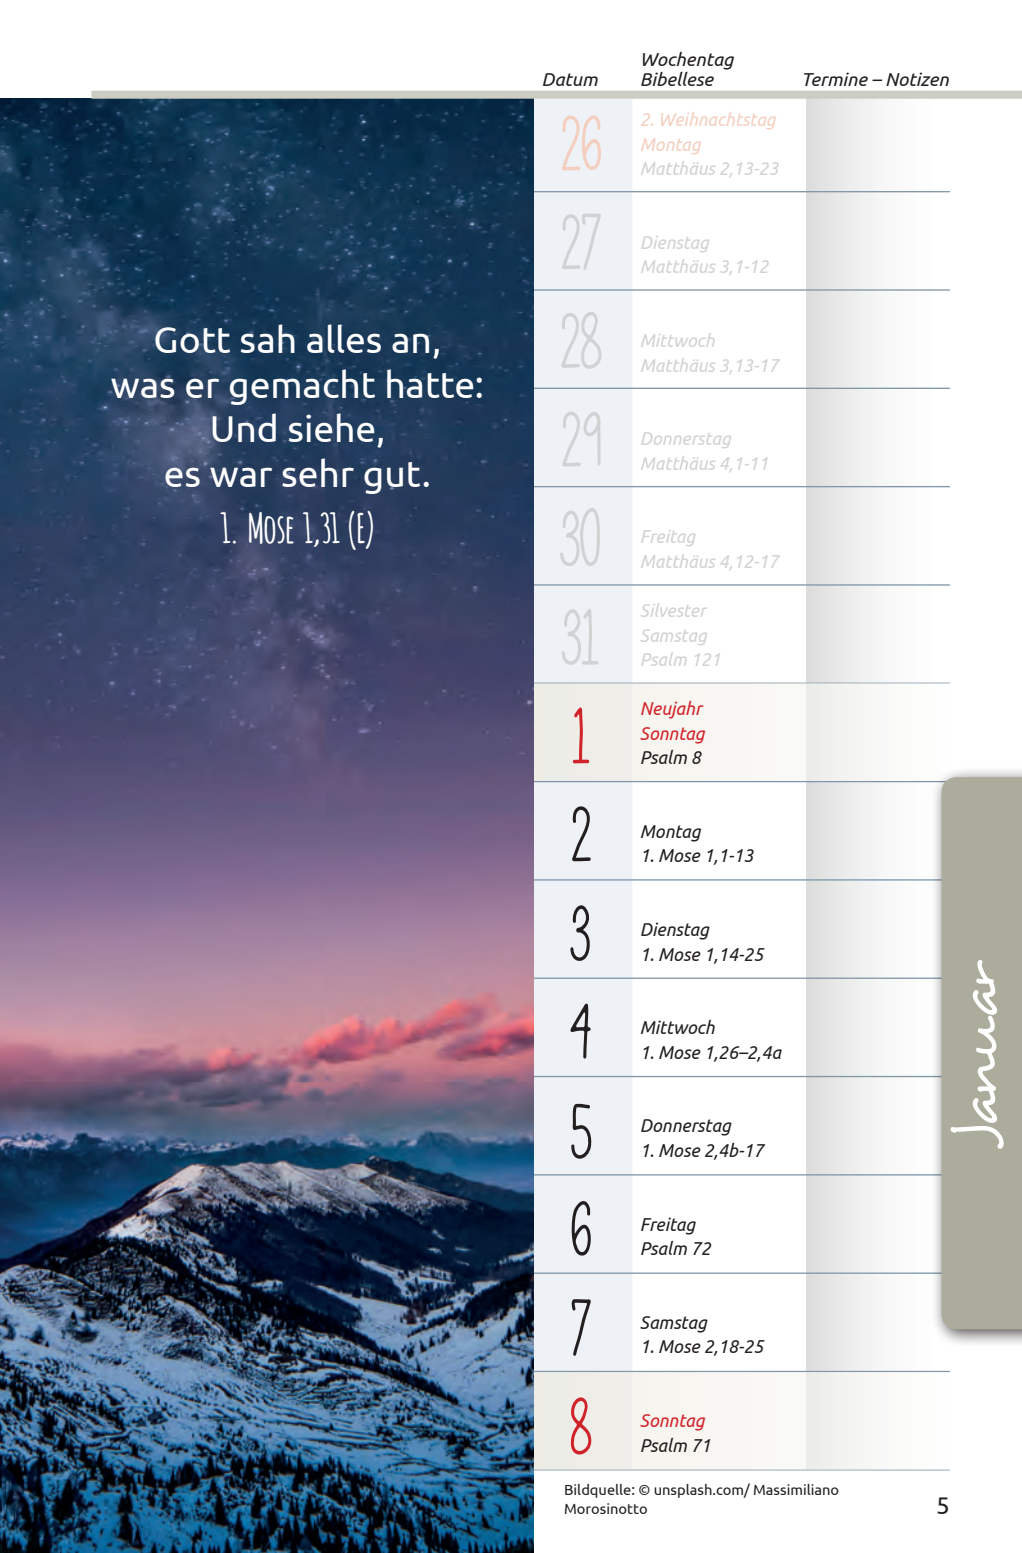 Datum
Wochentag
Bibellese
Termine – Notizen
Gott sah alles an,
was er gemacht hatte:
Und siehe,
es war sehr gut.
1. Mose 1,31 (E)
26
2. Weihnachtstag
Montag
Matthäus 2,13-23
27
Dienstag
Matthäus 3,1-12
28
Mittwoch
Matthäus 3,13-17
29
Donnerstag
Matthäus 4,1-11
30
Freitag
Matthäus 4,12-17
31
Silvester
Samstag
Psalm 121
1
Neujahr
Sonntag
Psalm 8
2
Montag
1. Mose 1,1-13
3
Dienstag
1. Mose 1,14-25
4
Mittwoch
1. Mose 1,26–2,4a
5
Donnerstag
1. Mose 2,4b-17
6
Freitag
Psalm 72
7
Samstag
1. Mose 2,18-25
8
Sonntag
Psalm 71
Januar
Bildquelle: © unsplash.com/ Massimiliano
Morosinotto
5